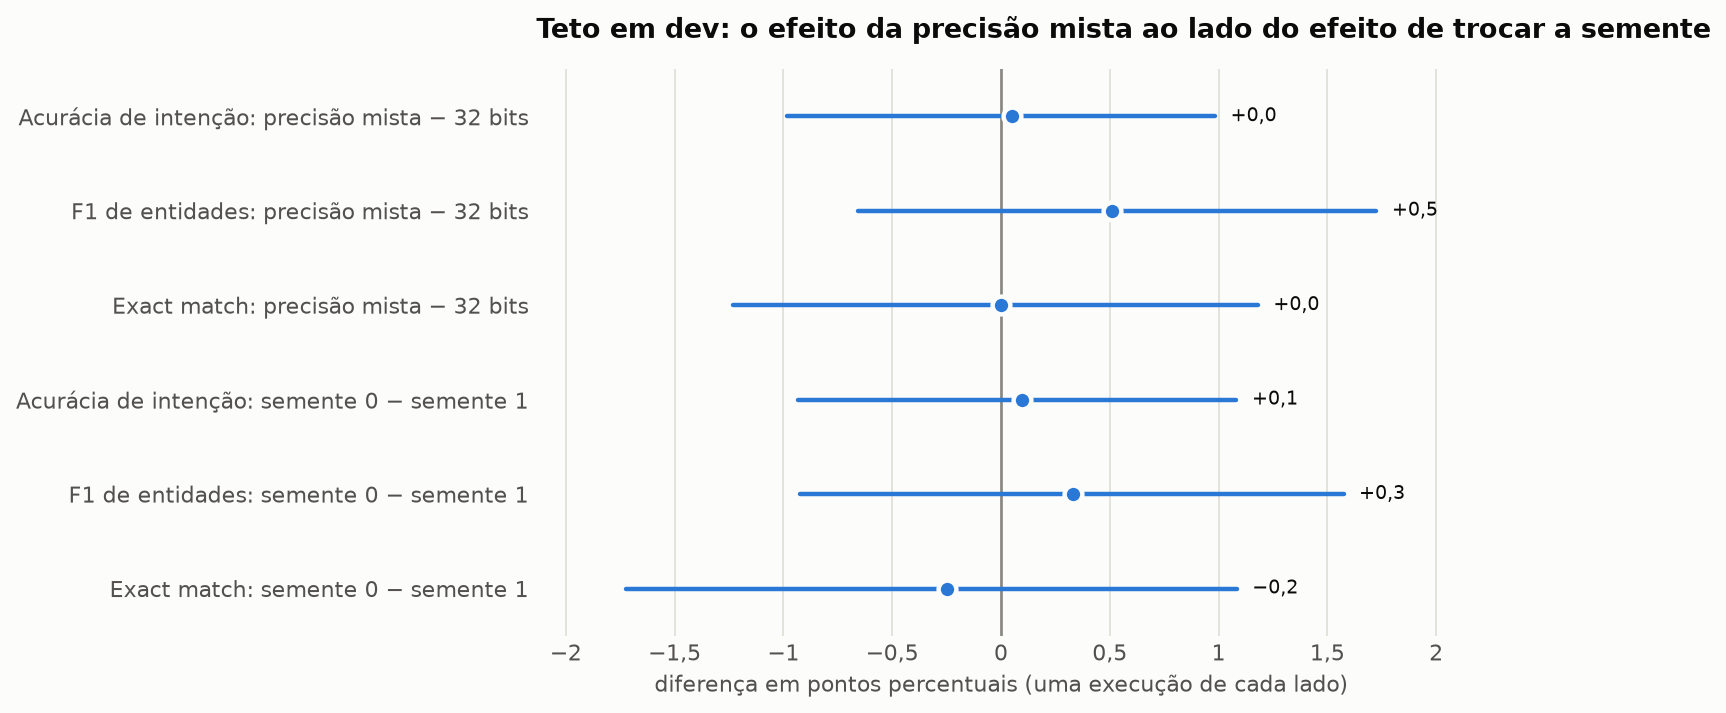 Teto em dev: o efeito da precisão mista ao lado do efeito de trocar a semente
Acurácia de intenção: precisão mista − 32 bits
+0,0
F1 de entidades: precisão mista − 32 bits
+0,5
Exact match: precisão mista − 32 bits
+0,0
Acurácia de intenção: semente 0 − semente 1
+0,1
F1 de entidades: semente 0 − semente 1
+0,3
Exact match: semente 0 − semente 1
−0,2
−2 −1,5 −1 −0,5 0 0,5 1 1,5 2
diferença em pontos percentuais (uma execução de cada lado)